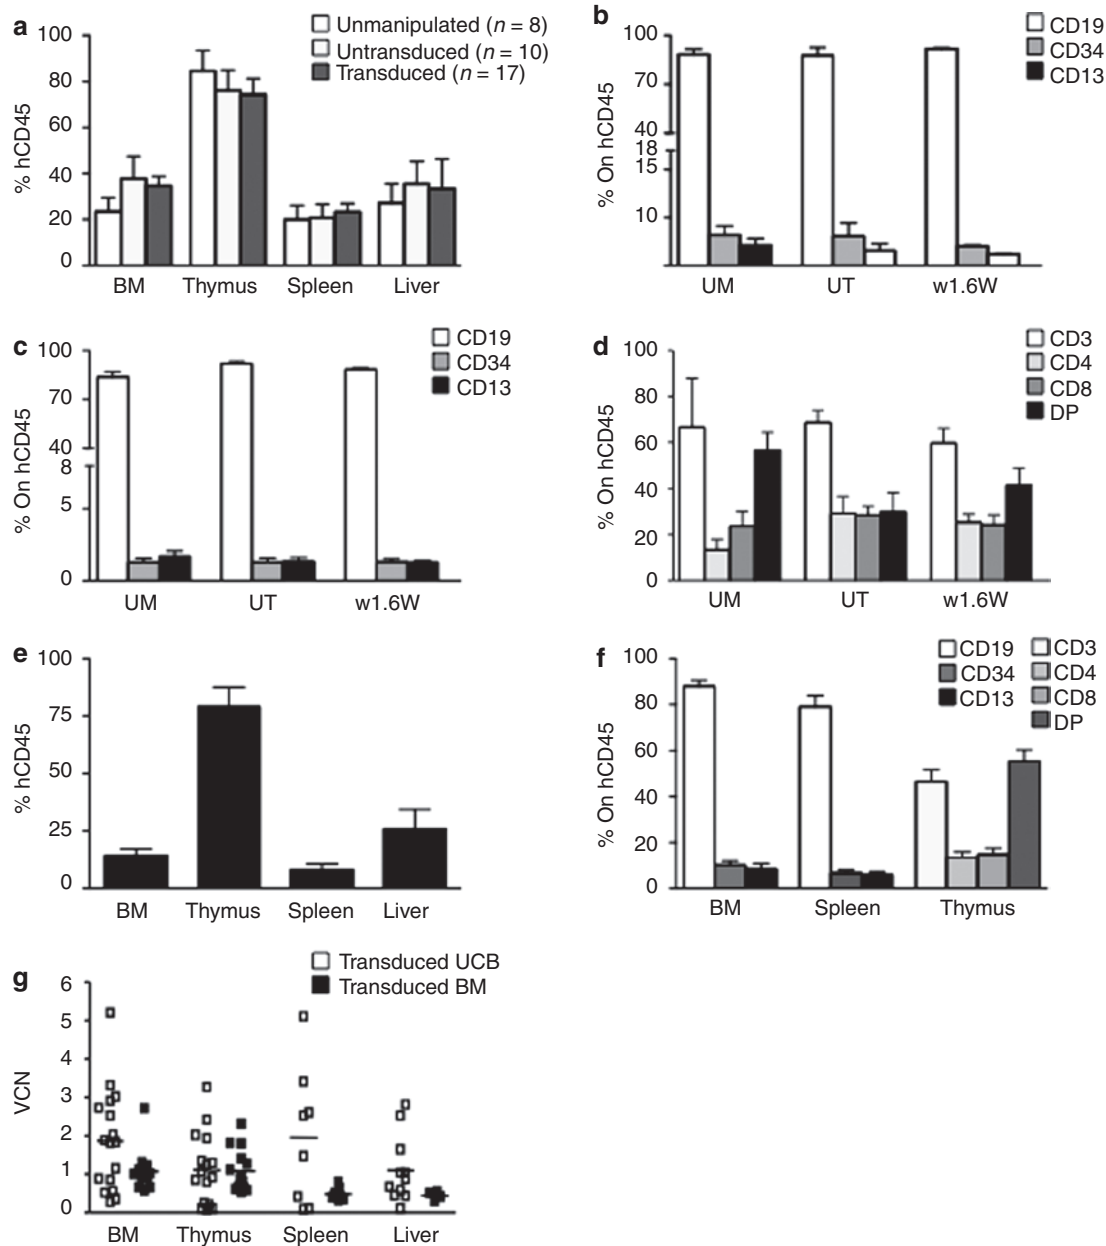 a
Unmanipulated (n = 8)
Untransduced (n = 10)
Transduced (n = 17)
% hCD45
100
80
60
40
20
0
BM Thymus Spleen Liver
b
CD19
CD34
CD13
% On hCD45
100
70
40
18
15
10
UM UT w1.6W
c
CD19
CD34
CD13
% On hCD45
100
70
40
8
5
0
UM UT w1.6W
d
CD3
CD4
CD8
DP
% On hCD45
100
80
60
40
20
0
UM UT w1.6W
e
% hCD45
100
75
50
25
0
BM Thymus Spleen Liver
f
CD19 CD3
CD34 CD4
CD13 CD8
DP
% On hCD45
100
80
60
40
20
0
BM Spleen Thymus
g
Transduced UCB
Transduced BM
VCN
6
5
4
3
2
1
0
BM Thymus Spleen Liver